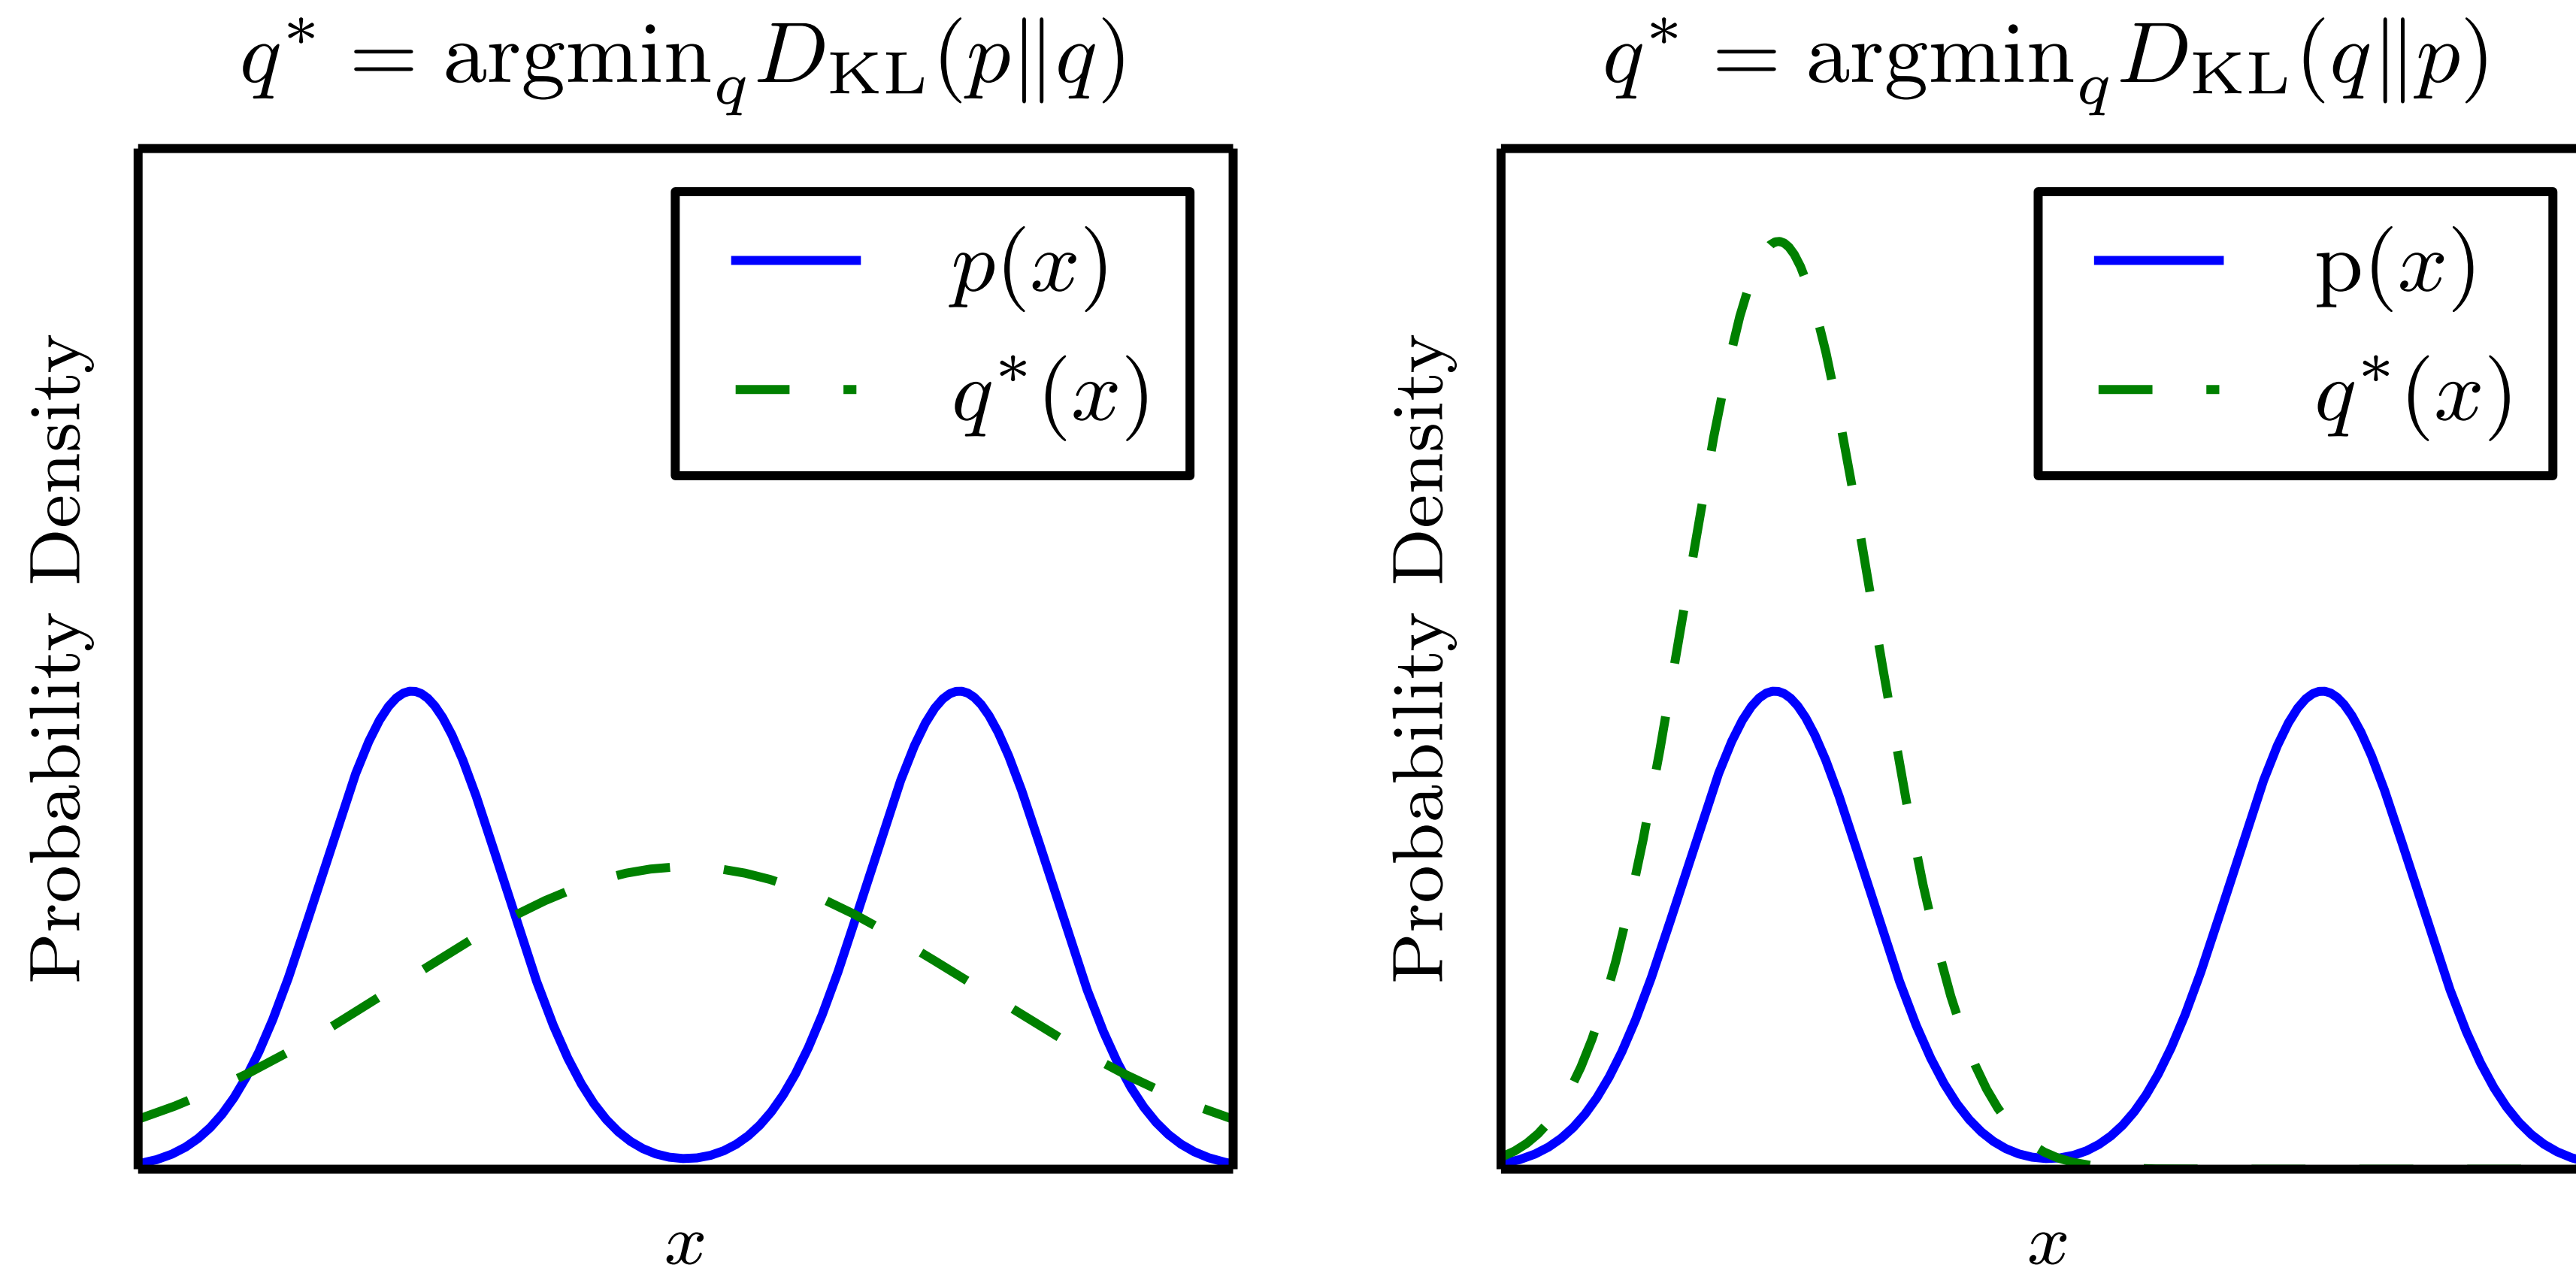 q* = argmin_q D_KL(p‖q)
p(x)
q*(x)
Probability Density
x
q* = argmin_q D_KL(q‖p)
p(x)
q*(x)
Probability Density
x